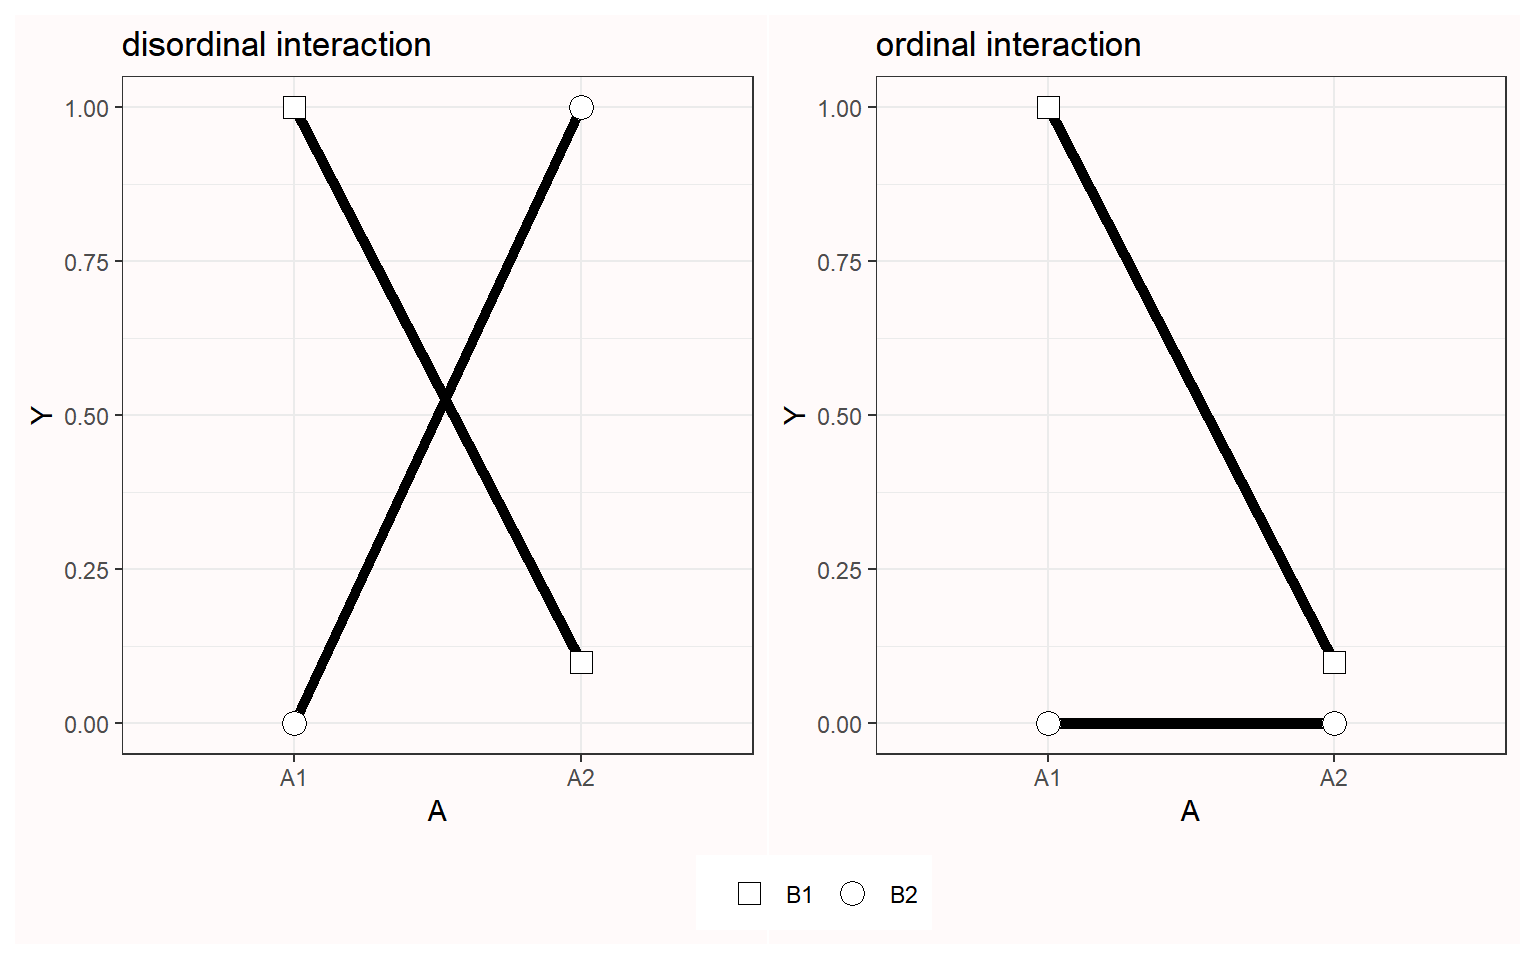 disordinal interaction
1.00
0.75
0.50
0.25
0.00
Y
A1 A2
A
ordinal interaction
1.00
0.75
0.50
0.25
0.00
Y
A1 A2
A
B1 B2